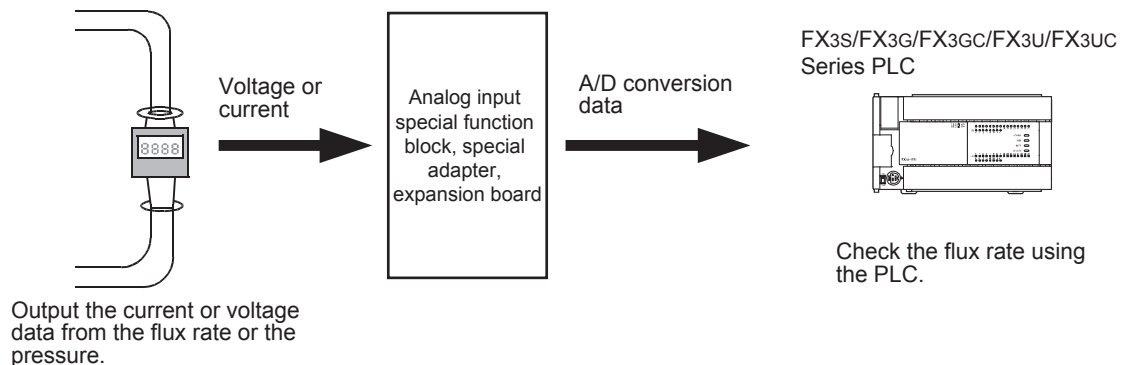 FX3S/FX3G/FX3GC/FX3U/FX3UC
Series PLC
Voltage or
current
A/D conversion
data
Analog input
special function
block, special
adapter,
expansion board
8888
Check the flux rate using
the PLC.
Output the current or voltage
data from the flux rate or the
pressure.